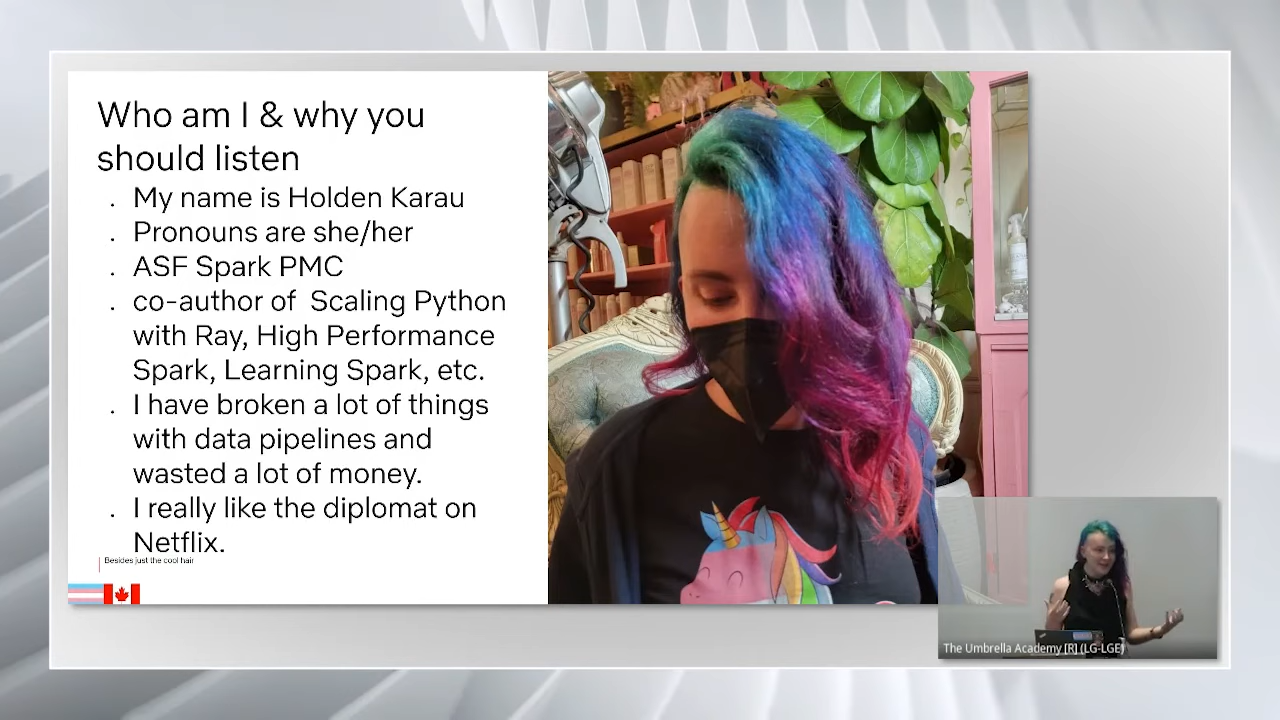 Who am I & why you
should listen
. My name is Holden Karau
. Pronouns are she/her
. ASF Spark PMC
. co-author of  Scaling Python
with Ray, High Performance
Spark, Learning Spark, etc.
. I have broken a lot of things
with data pipelines and
wasted a lot of money.
. I really like the diplomat on
Netflix.
Besides just the cool hair
The Umbrella Academy [R] (LG-LGE)